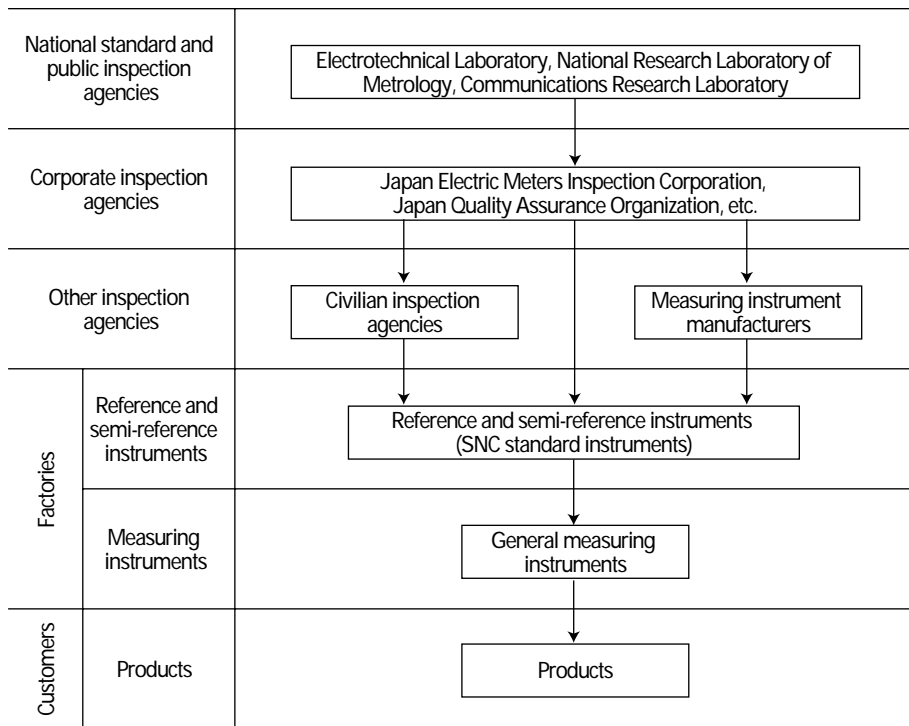 National standard and
public inspection
agencies
Electrotechnical Laboratory, National Research Laboratory of
Metrology, Communications Research Laboratory
Corporate inspection
agencies
Japan Electric Meters Inspection Corporation,
Japan Quality Assurance Organization, etc.
Other inspection
agencies
Civilian inspection
agencies
Measuring instrument
manufacturers
Factories
Reference and
semi-reference
instruments
Reference and semi-reference instruments
(SNC standard instruments)
Measuring
instruments
General measuring
instruments
Customers
Products
Products